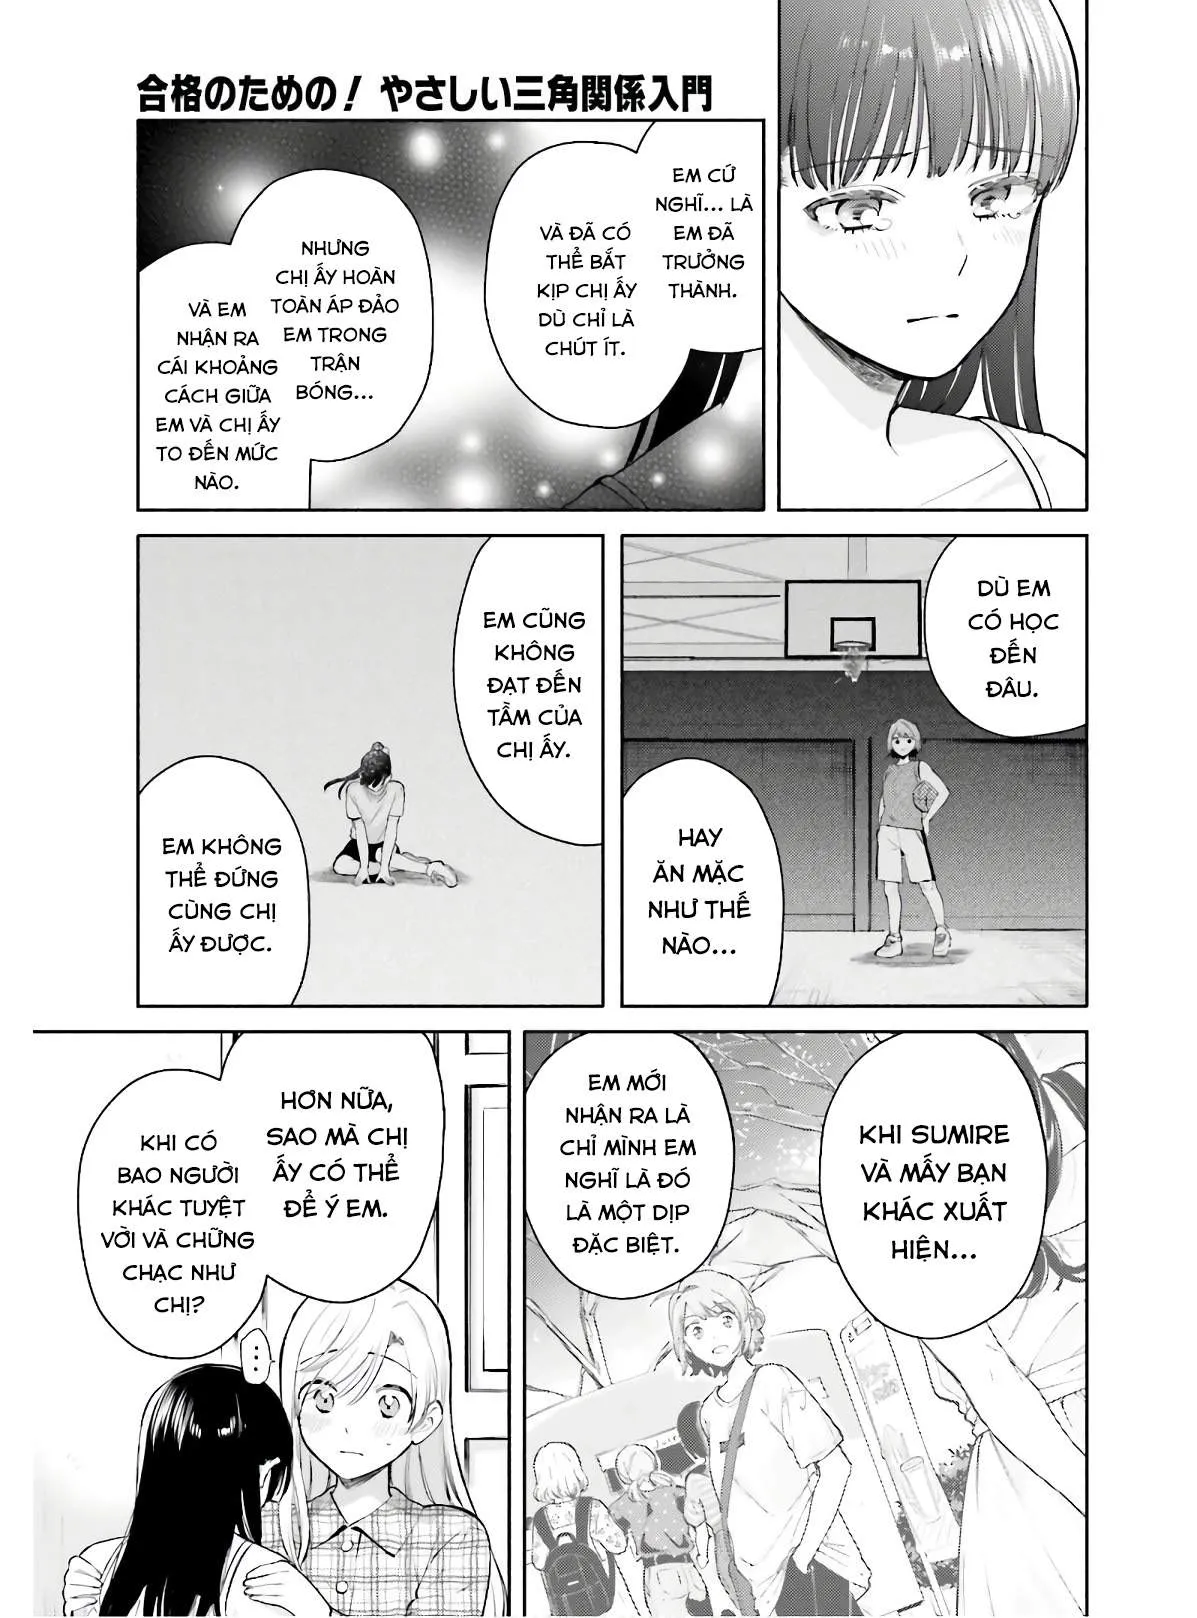 合格のための! やさしい三角関係入門
EM CỨ
NGHĨ... LÀ
EM ĐÃ
TRƯỞNG
THÀNH.
VÀ ĐÃ CÓ
THỂ BẮT
KỊP CHỊ ẤY
DÙ CHỈ LÀ
CHÚT ÍT.
NHƯNG
CHỊ ẤY HOÀN
TOÀN ÁP ĐẢO
EM TRONG
TRẬN
BÓNG...
VÀ EM
NHẬN RA
CÁI KHOẢNG
CÁCH GIỮA
EM VÀ CHỊ ẤY
TO ĐẾN MỨC
NÀO.
DÙ EM
CÓ HỌC
ĐẾN
ĐÂU.
HAY
ĂN MẶC
NHƯ THẾ
NÀO...
EM CŨNG
KHÔNG
ĐẠT ĐẾN
TẦM CỦA
CHỊ ẤY.
EM KHÔNG
THỂ ĐỨNG
CÙNG CHỊ
ẤY ĐƯỢC.
KHI SUMIRE
VÀ MẤY BẠN
KHÁC XUẤT
HIỆN...
EM MỚI
NHẬN RA LÀ
CHỈ MÌNH EM
NGHĨ LÀ ĐÓ
LÀ MỘT DỊP
ĐẶC BIỆT.
HƠN NỮA,
SAO MÀ CHỊ
ẤY CÓ THỂ
ĐỂ Ý EM.
KHI CÓ
BAO NGƯỜI
KHÁC TUYỆT
VỜI VÀ CHỮNG
CHẠC NHƯ
CHỊ?
...